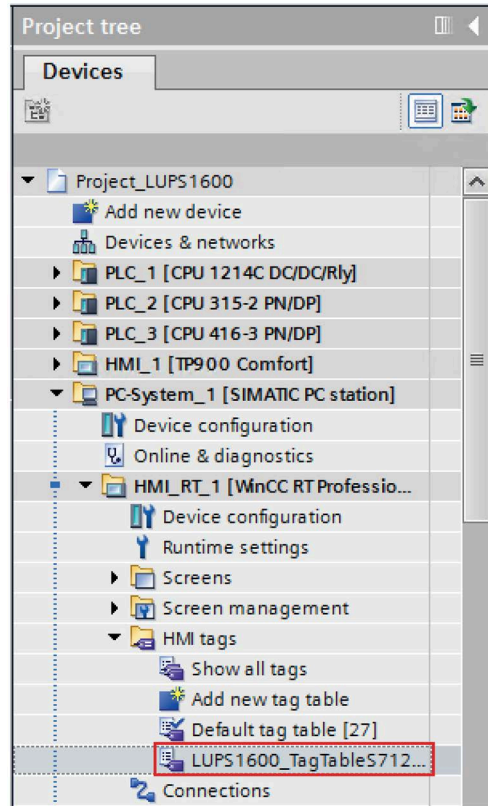 Project tree
Devices
Project_LUPS1600
Add new device
Devices & networks
PLC_1 [CPU 1214C DC/DC/Rly]
PLC_2 [CPU 315-2 PN/DP]
PLC_3 [CPU 416-3 PN/DP]
HMI_1 [TP900 Comfort]
PC-System_1 [SIMATIC PC station]
Device configuration
Online & diagnostics
HMI_RT_1 [WinCC RT Professio...
Device configuration
Runtime settings
Screens
Screen management
HMI tags
Show all tags
Add new tag table
Default tag table [27]
LUPS1600_TagTableS712...
Connections